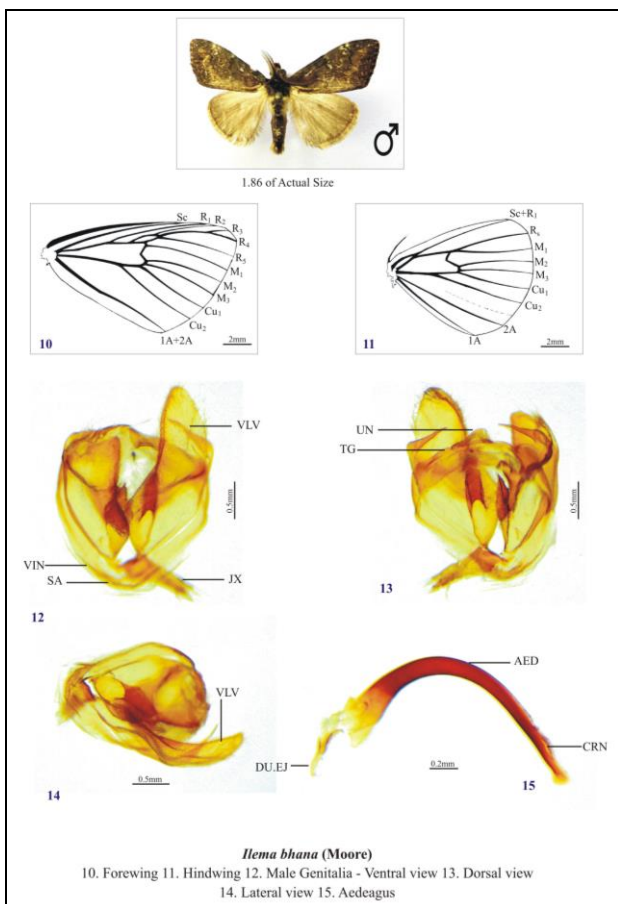 ♂
1.86 of Actual Size
Sc R1 R2
R3
R4
R5
M1
M2
M3
Cu1
Cu2
1A+2A
2mm
10
Sc+R1
Rs
M1
M2
M3
Cu1
Cu2
2A
1A
2mm
11
VLV
0.5mm
VIN
SA
JX
12
UN
TG
0.5mm
13
VLV
0.5mm
14
AED
CRN
DU.EJ
0.2mm
15
Ilema bhana (Moore)
10. Forewing 11. Hindwing 12. Male Genitalia - Ventral view 13. Dorsal view
14. Lateral view 15. Aedeagus